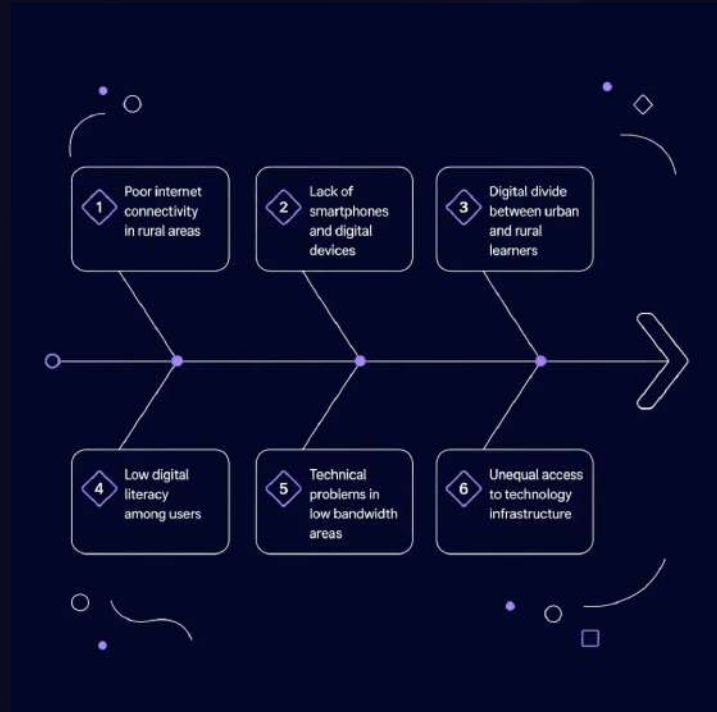 1
Poor internet
connectivity
in rural areas
2
Lack of
smartphones
and digital
devices
3
Digital divide
between urban
and rural
learners
4
Low digital
literacy
among users
5
Technical
problems in
low bandwidth
areas
6
Unequal access
to technology
infrastructure